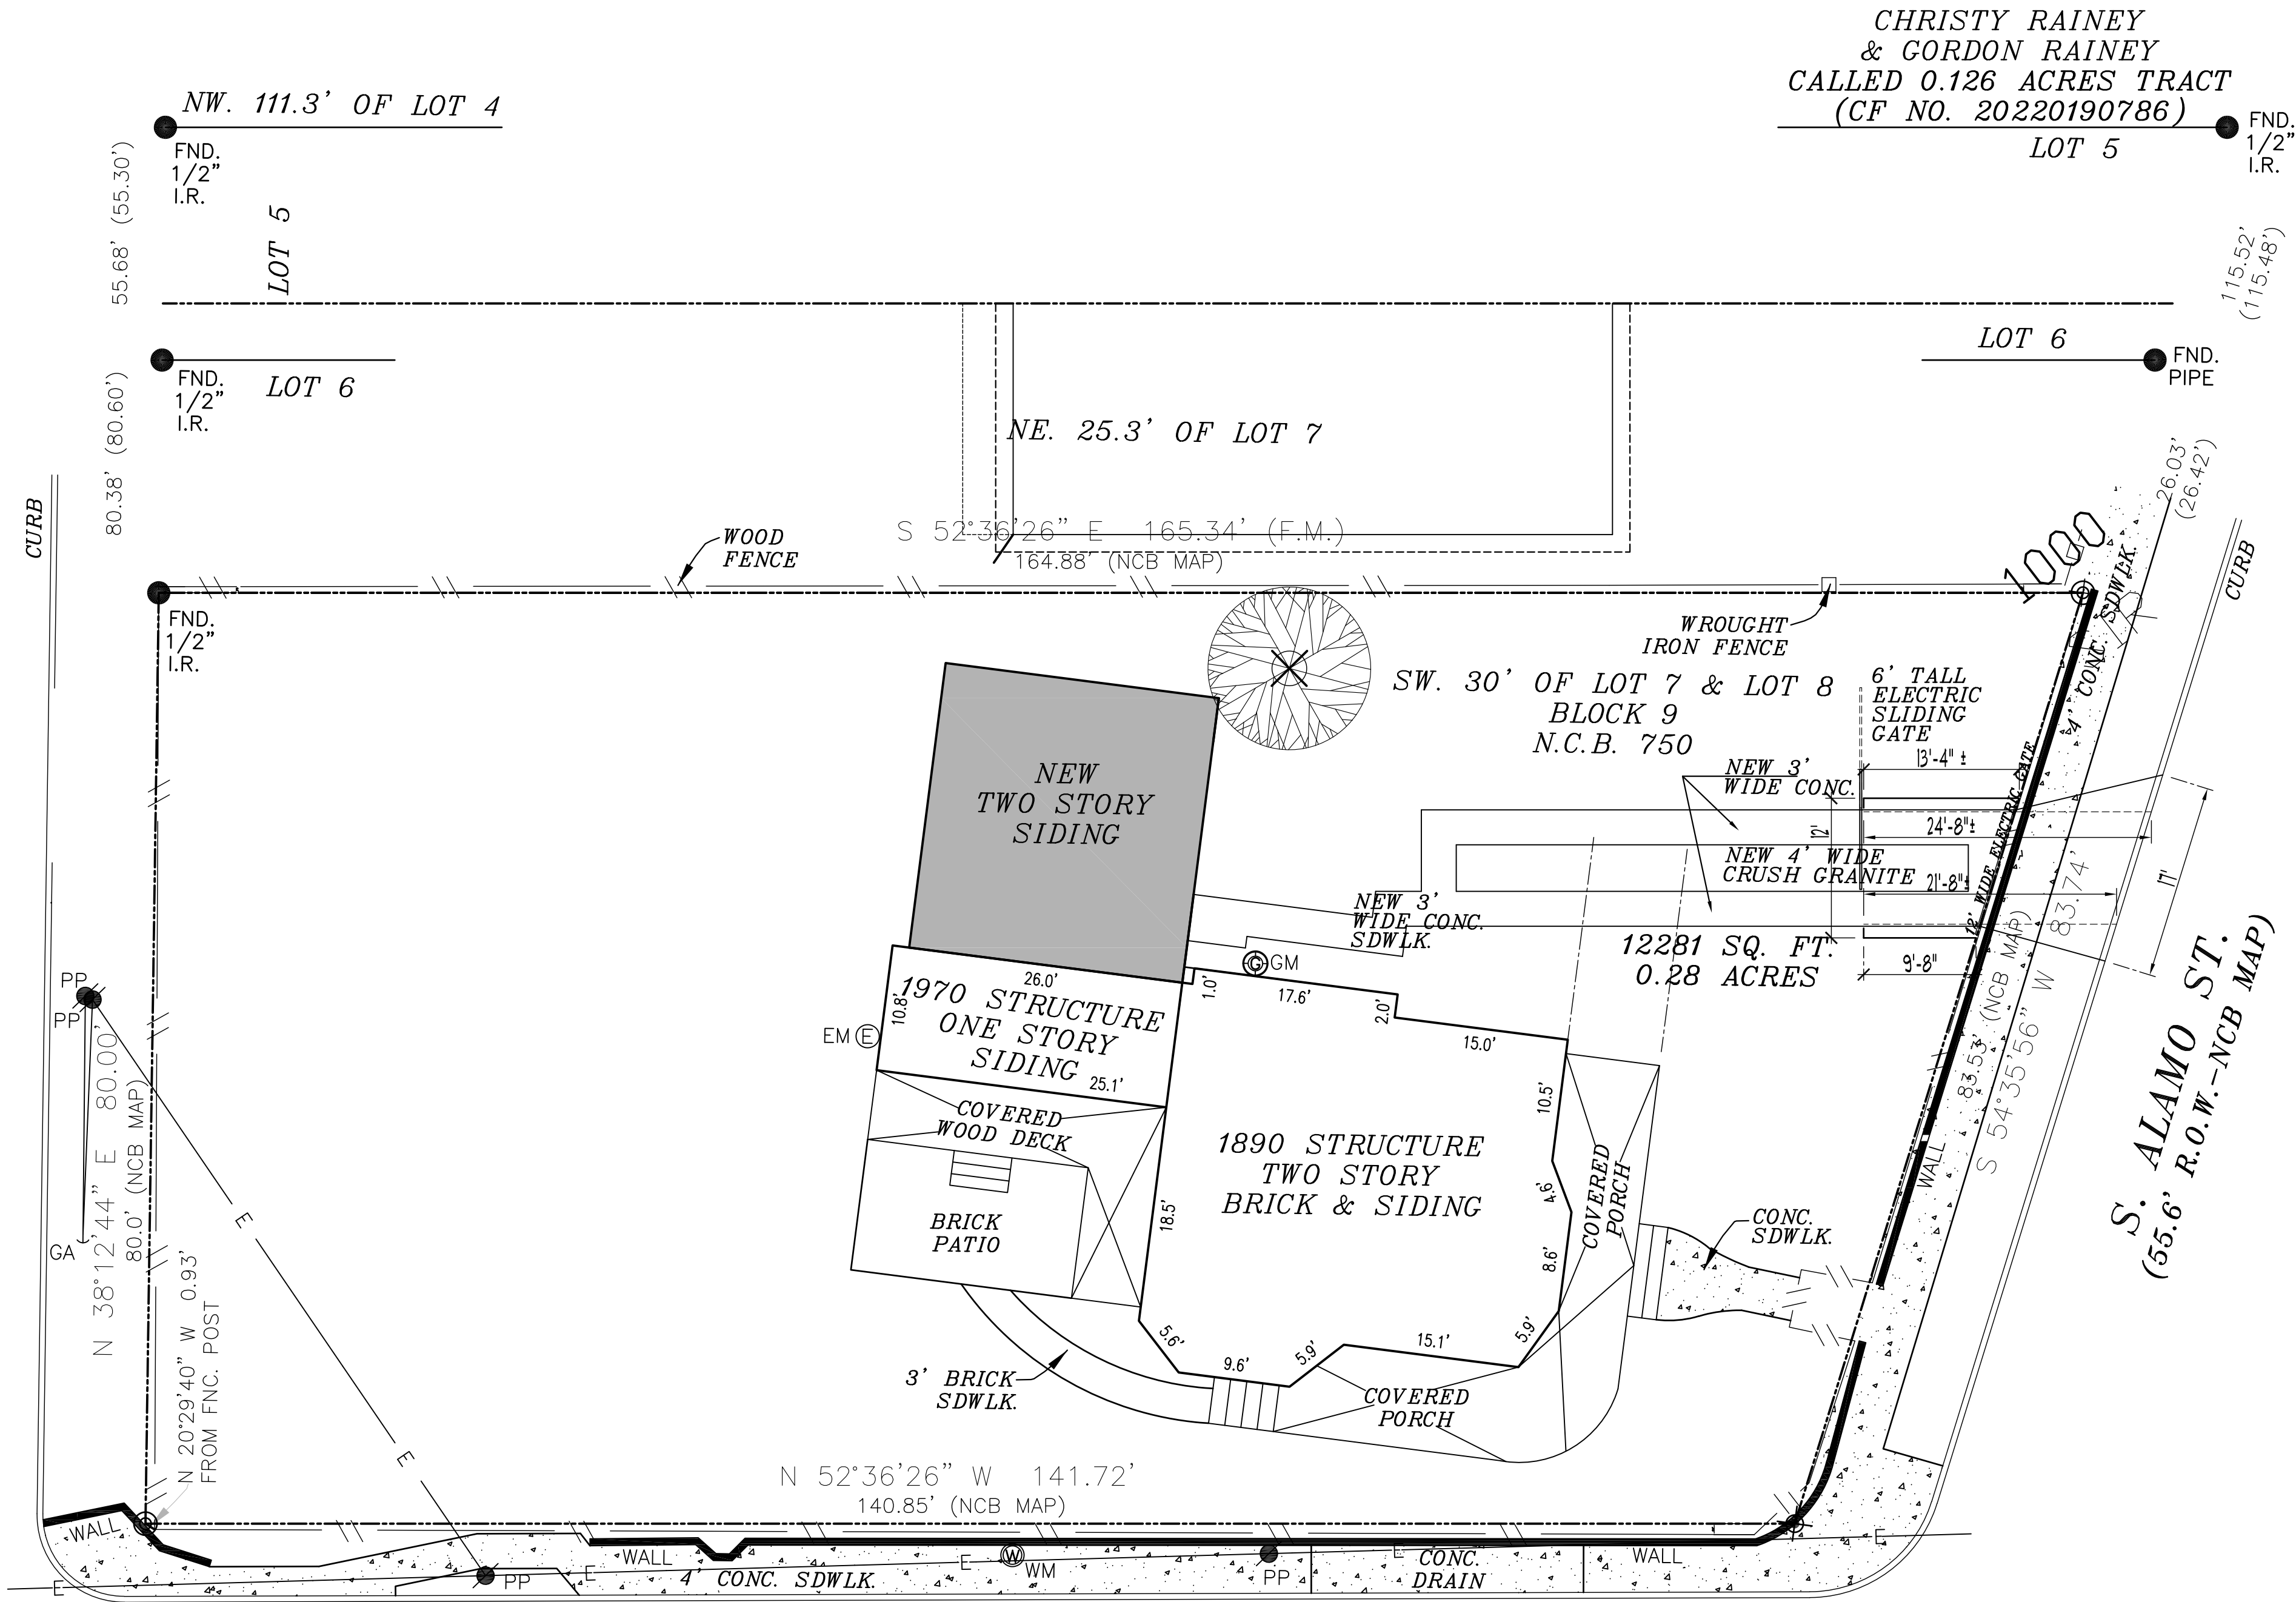 CHRISTY RAINEY
& GORDON RAINEY
CALLED 0.126 ACRES TRACT
(CF NO. 20220190786)
LOT 5
FND.
1/2"
I.R.
NW. 111.3' OF LOT 4
FND.
1/2"
I.R.
55.68' (55.30')
LOT 5
115.52'
(115.48')
LOT 6
FND.
PIPE
FND.
1/2"
I.R.
LOT 6
80.38' (80.60')
NE. 25.3' OF LOT 7
26.03'
(26.42')
CURB
CURB
WOOD
FENCE
S 52°36'26" E 165.34' (F.M.)
164.88' (NCB MAP)
1000
4' CONC. SDWLK.
FND.
1/2"
I.R.
WROUGHT
IRON FENCE
SW. 30' OF LOT 7 & LOT 8
BLOCK 9
N.C.B. 750
6' TALL
ELECTRIC
SLIDING
GATE
13'-4" ±
NEW
TWO STORY
SIDING
NEW 3'
WIDE CONC.
12'
24'-8"±
NEW 4' WIDE
CRUSH GRANITE
21'-8"±
12' WIDE ELECTRIC GATE
17'
NEW 3'
WIDE CONC.
SDWLK.
12281 SQ. FT.
0.28 ACRES
9'-8"
83.53' (NCB MAP)
S 54°35'56" W 83.74'
S. ALAMO ST.
(55.6' R.O.W.-NCB MAP)
G GM
PP
PP
26.0'
1.0'
17.6'
2.0'
15.0'
10.8'
1970 STRUCTURE
ONE STORY
SIDING
25.1'
EM E
COVERED
WOOD DECK
10.5'
1890 STRUCTURE
TWO STORY
BRICK & SIDING
4.6'
COVERED
PORCH
WALL
BRICK
PATIO
18.5'
8.6'
CONC.
SDWLK.
GA
N 38°12'44" E 80.00'
80.0' (NCB MAP)
E
N 20°29'40" W 0.93'
FROM FNC. POST
5.6'
9.6'
5.9'
15.1'
5.9'
3' BRICK
SDWLK.
COVERED
PORCH
E
N 52°36'26" W 141.72'
140.85' (NCB MAP)
WALL
WALL
E
W
WM
E
CONC.
DRAIN
WALL
E
E
PP
E
4' CONC. SDWLK.
PP